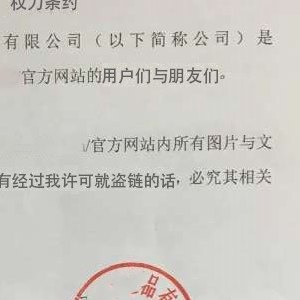 权力条约
有限公司（以下简称公司）是
官方网站的用户们与朋友们。
/官方网站内所有图片与文
有经过我许可就盗链的话，必究其相关
品有